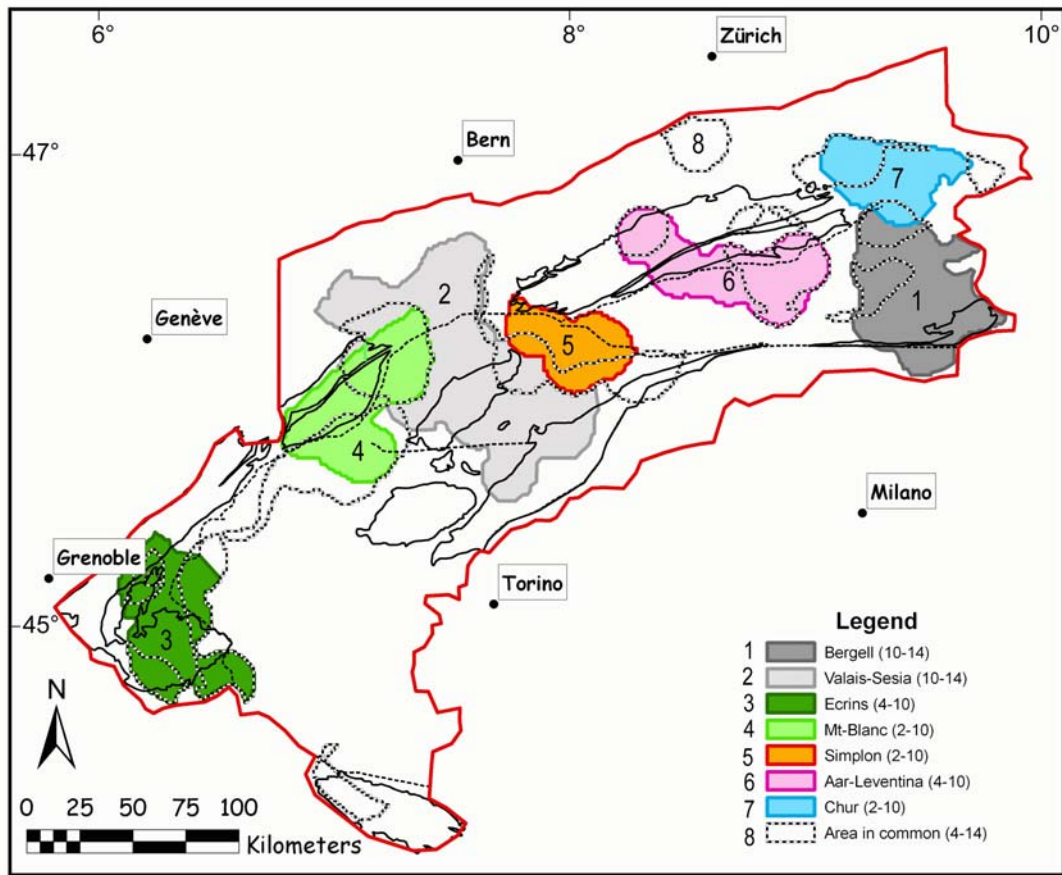 6° 8° 10°
Zürich
47°
Bern
8
7
2
6
1
Genève
5
4
Milano
Grenoble
Torino
45°
3
Legend
1 Bergell (10-14)
2 Valais-Sesia (10-14)
3 Ecrins (4-10)
4 Mt-Blanc (2-10)
5 Simplon (2-10)
6 Aar-Leventina (4-10)
7 Chur (2-10)
8 Area in common (4-14)
N
0 25 50 75 100
Kilometers